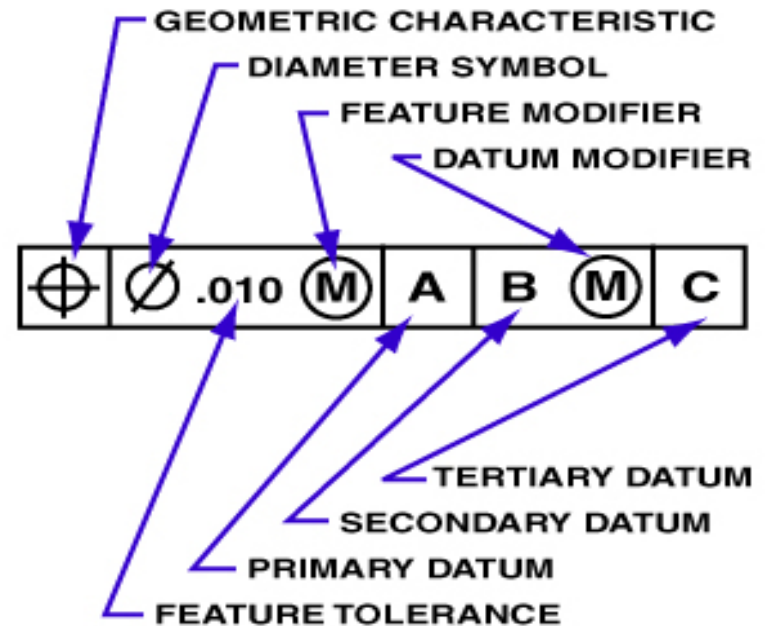 GEOMETRIC CHARACTERISTIC
DIAMETER SYMBOL
FEATURE MODIFIER
DATUM MODIFIER
⌖ ⌀ .010 Ⓜ A B Ⓜ C
TERTIARY DATUM
SECONDARY DATUM
PRIMARY DATUM
FEATURE TOLERANCE